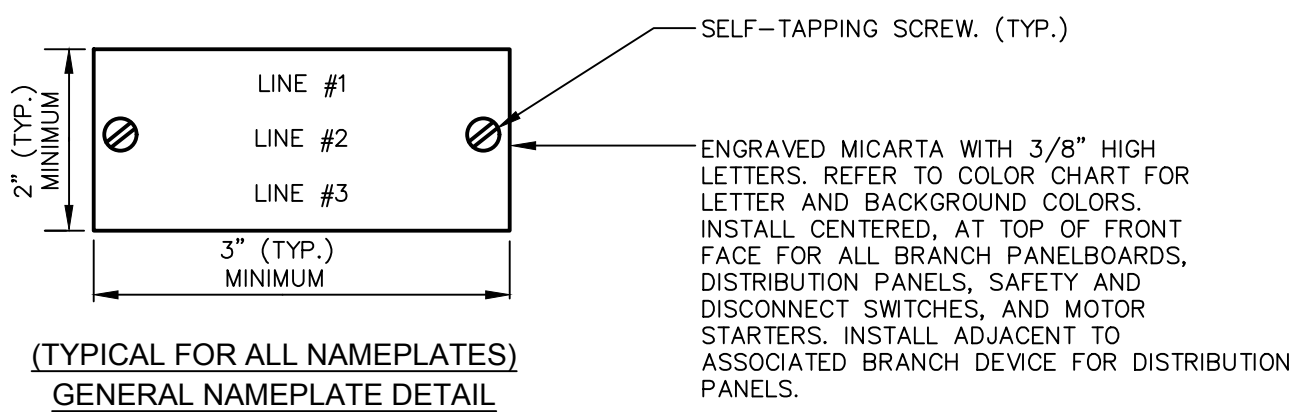 SELF-TAPPING SCREW. (TYP.)
LINE #1
LINE #2
LINE #3
2" (TYP.)
MINIMUM
3" (TYP.)
MINIMUM
ENGRAVED MICARTA WITH 3/8" HIGH
LETTERS. REFER TO COLOR CHART FOR
LETTER AND BACKGROUND COLORS.
INSTALL CENTERED, AT TOP OF FRONT
FACE FOR ALL BRANCH PANELBOARDS,
DISTRIBUTION PANELS, SAFETY AND
DISCONNECT SWITCHES, AND MOTOR
STARTERS. INSTALL ADJACENT TO
ASSOCIATED BRANCH DEVICE FOR DISTRIBUTION
PANELS.
(TYPICAL FOR ALL NAMEPLATES)
GENERAL NAMEPLATE DETAIL